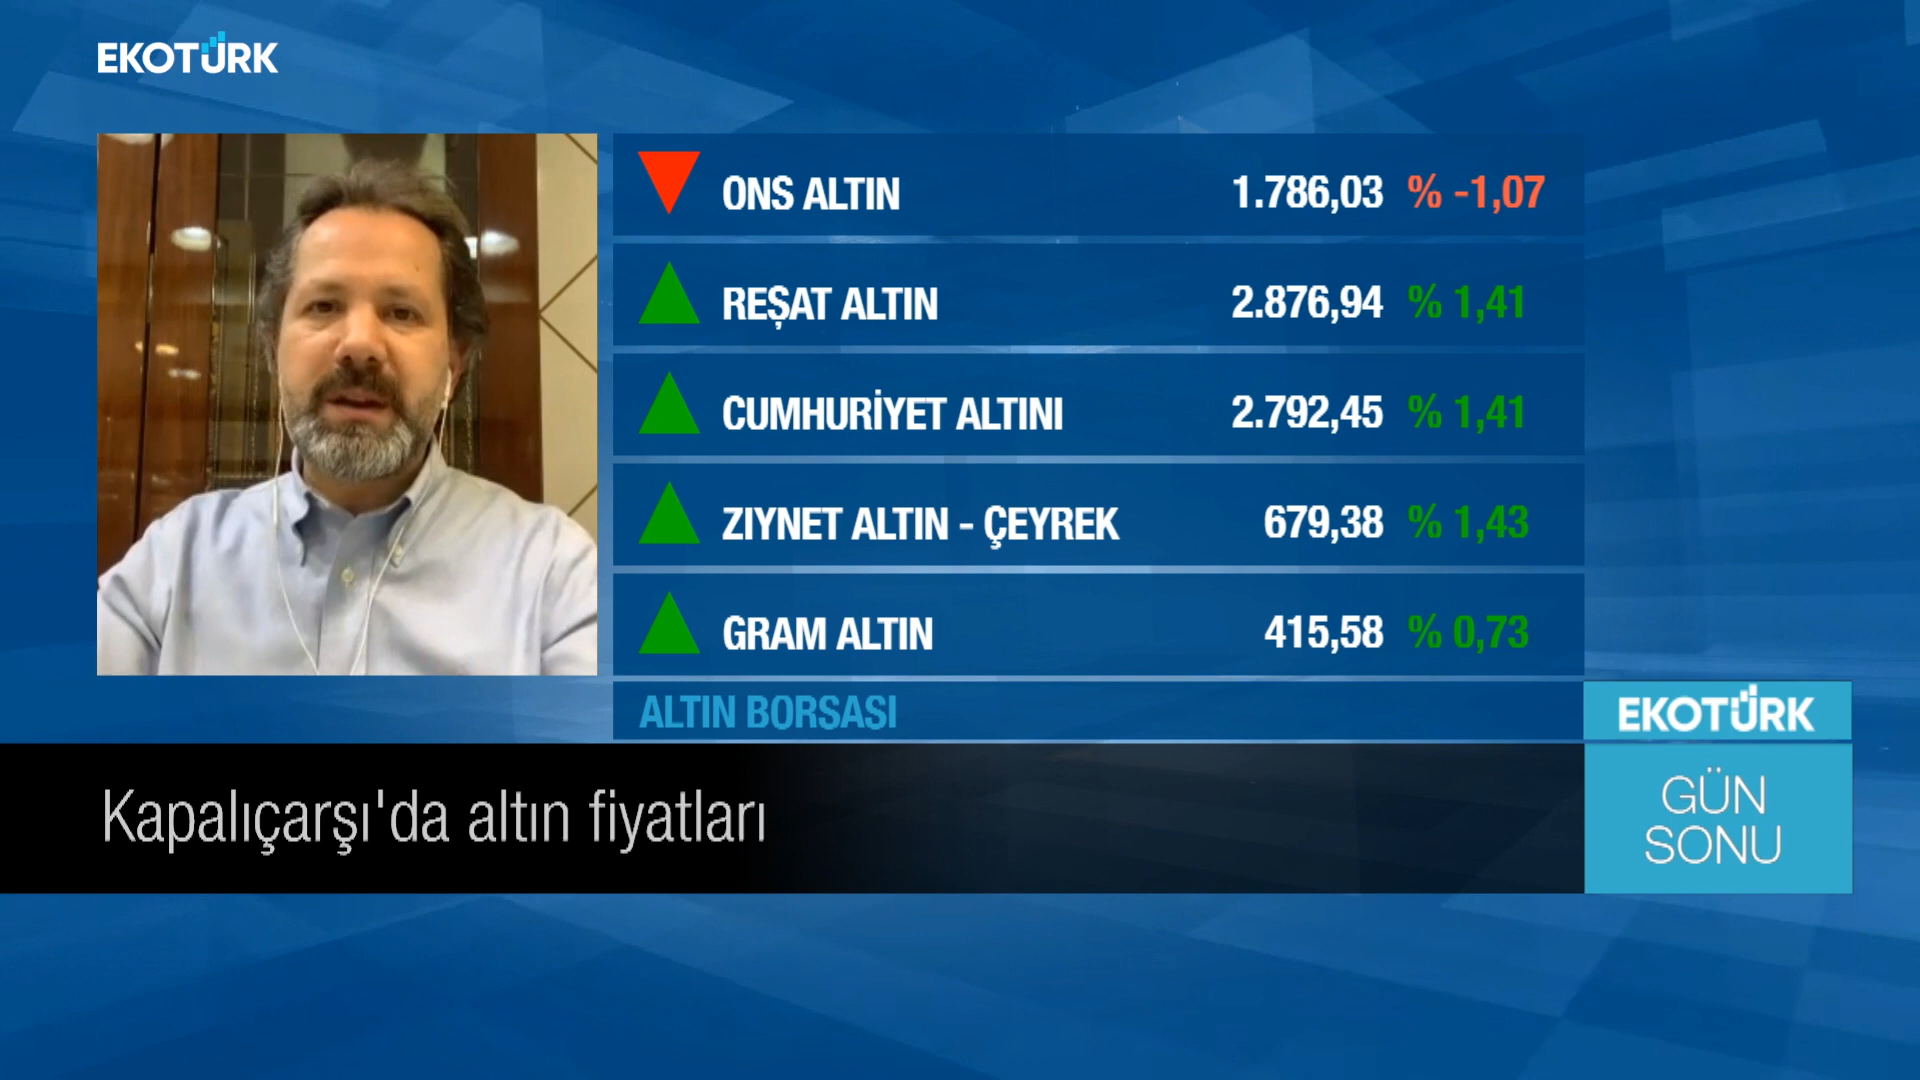 EKOTÜRK
ONS ALTIN 1.786,03 % -1,07
REŞAT ALTIN 2.876,94 % 1,41
CUMHURİYET ALTINI 2.792,45 % 1,41
ZIYNET ALTIN - ÇEYREK 679,38 % 1,43
GRAM ALTIN 415,58 % 0,73
ALTIN BORSASI
EKOTÜRK
Kapalıçarşı'da altın fiyatları
GÜN
SONU